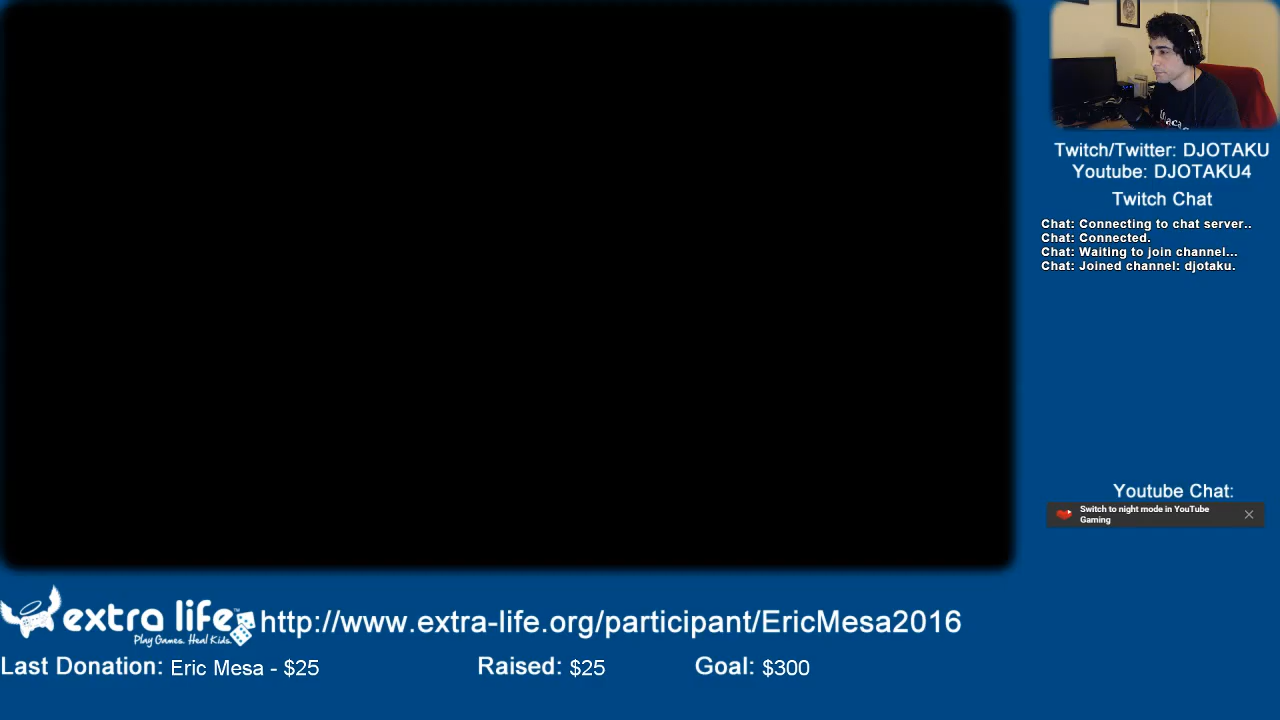 Twitch/Twitter: DJOTAKU
Youtube: DJOTAKU4
Twitch Chat
Chat: Connecting to chat server..
Chat: Connected.
Chat: Waiting to join channel...
Chat: Joined channel: djotaku.
Youtube Chat:
Switch to night mode in YouTube
Gaming
extra life™
Play Games. Heal Kids.
http://www.extra-life.org/participant/EricMesa2016
Last Donation: Eric Mesa - $25
Raised: $25
Goal: $300